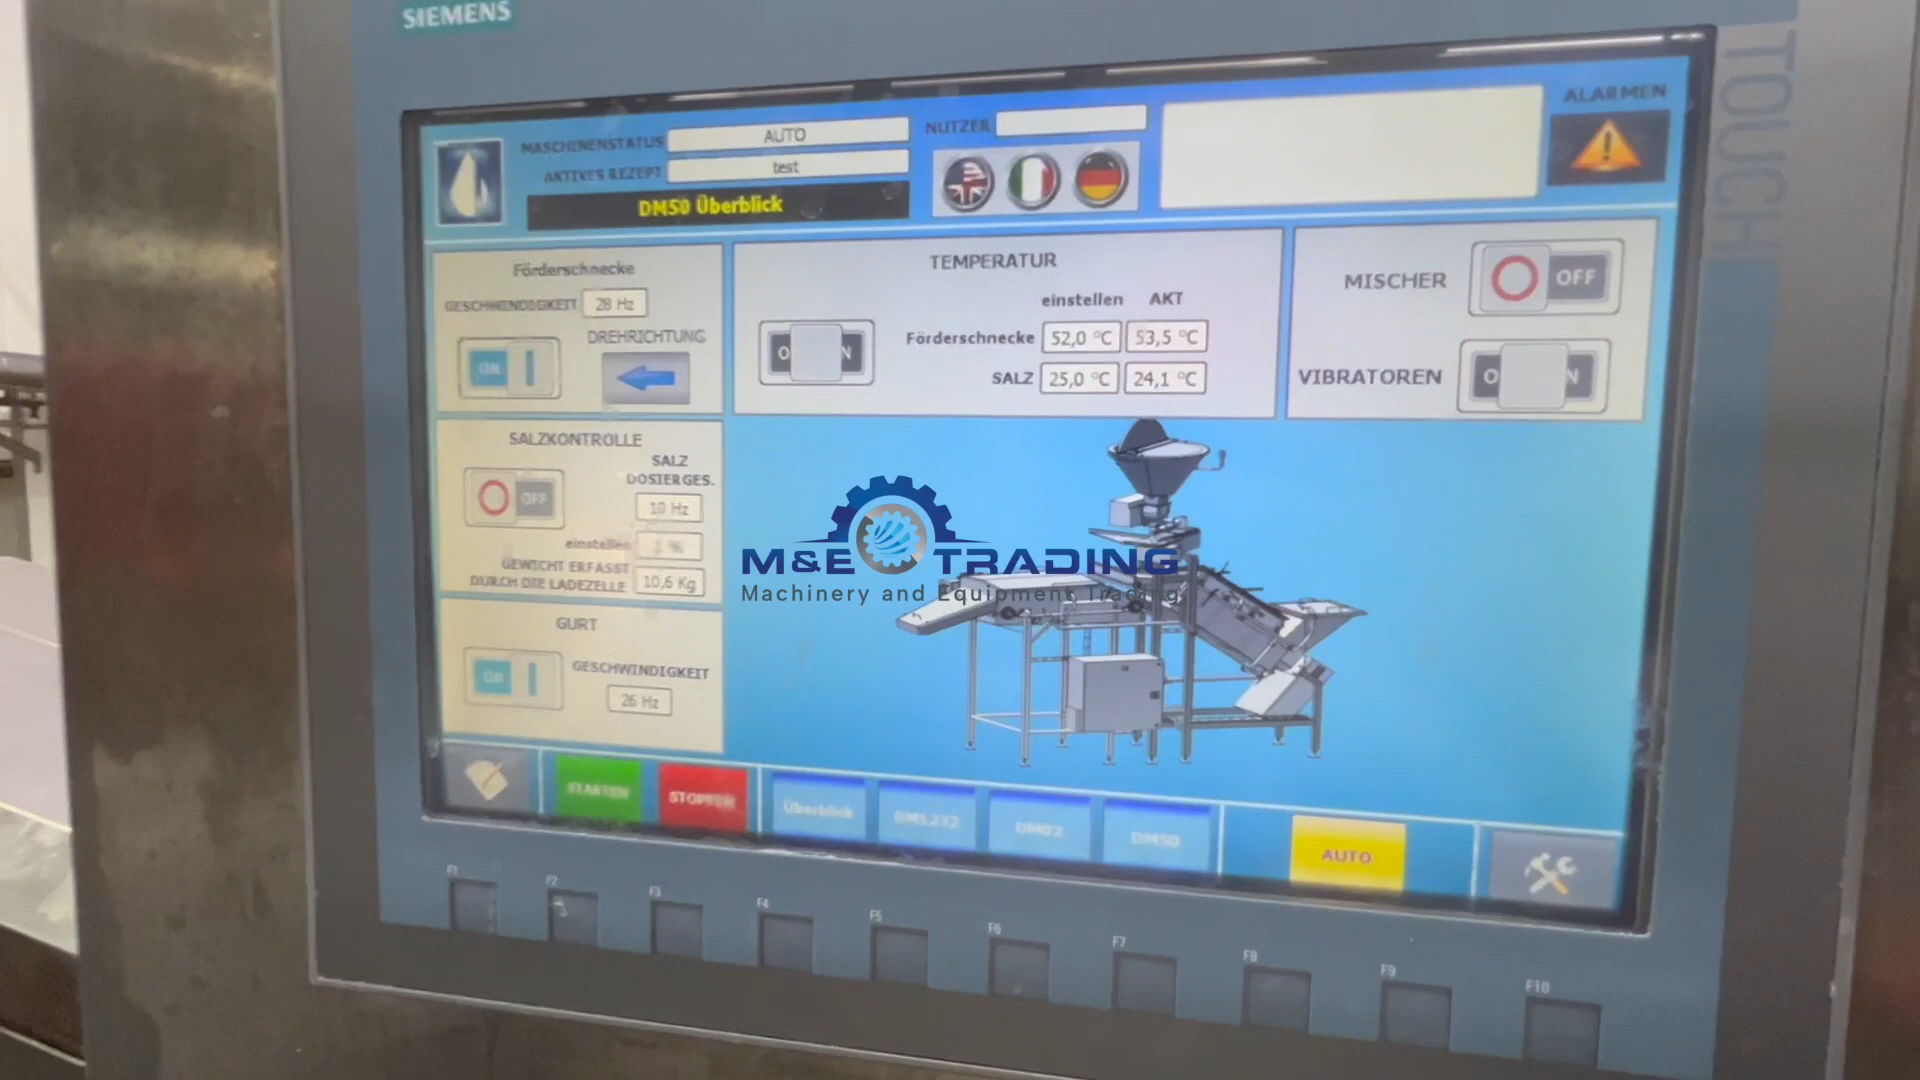 SIEMENS
TOUCH
MASCHINENSTATUS AUTO
AKTIVES REZEPT test
DM50 Überblick
NUTZER
ALARMEN
Förderschnecke
GESCHWINDIGKEIT 28 Hz
DREHRICHTUNG
ON
TEMPERATUR
einstellen AKT
Förderschnecke 52,0 °C 53,5 °C
SALZ 25,0 °C 24,1 °C
O N
MISCHER OFF
VIBRATOREN O N
SALZKONTROLLE
SALZ
DOSIERGES.
OFF
10 Hz
einstellen 1 %
GEWICHT ERFASST
DURCH DIE LADEZELLE 10,6 Kg
GURT
ON
GESCHWINDIGKEIT
26 Hz
M&E TRADING
Machinery and Equipment Trading
STARTEN STOPPEN Überblick DM1232 DM02 DM50 AUTO
F1 F2 F3 F4 F5 F6 F7 F8 F9 F10